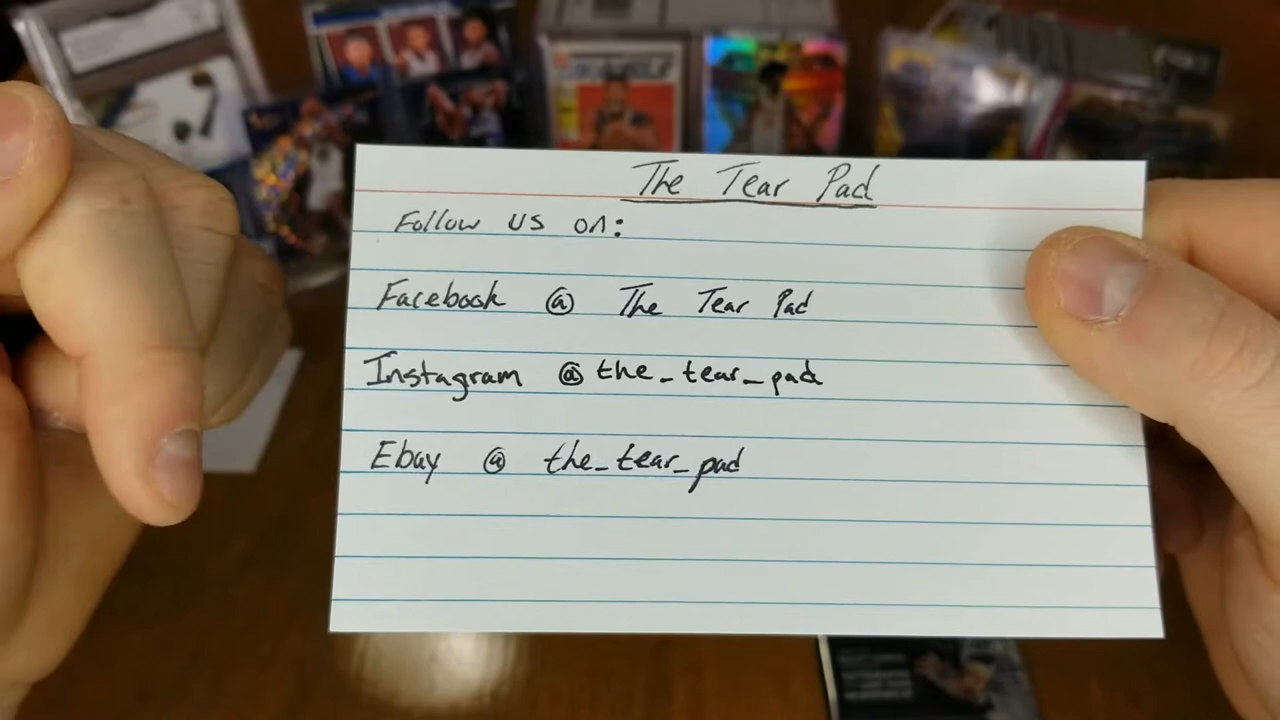 The Tear Pad
Follow us on:
Facebook @ The Tear Pad
Instagram @ the_tear_pad
Ebay @ the_tear_pad